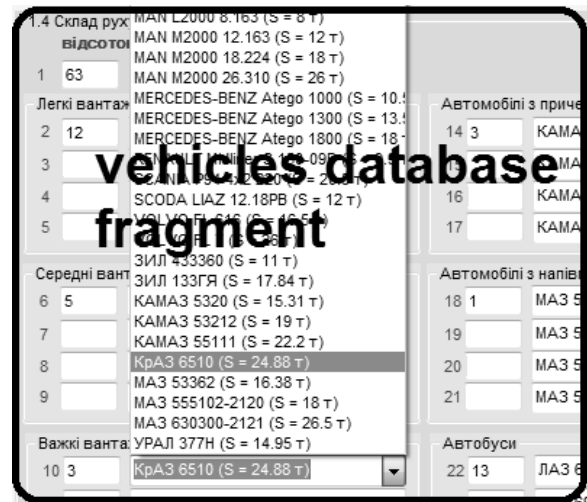 1.4 Склад рух
відсото
1 63
Легкі вантаж
2 12
3
4
5
Середні вант
6 5
7
8
9
Важкі вантаж
10 3
MAN L2000 8.163 (S = 8 т)
MAN M2000 12.163 (S = 12 т)
MAN M2000 18.224 (S = 18 т)
MAN M2000 26.310 (S = 26 т)
MERCEDES-BENZ Atego 1000 (S = 10.5
MERCEDES-BENZ Atego 1300 (S = 13.
MERCEDES-BENZ Atego 1800 (S = 18
SCODA LIAZ 12.18PB (S = 12 т)
ЗИЛ 433360 (S = 11 т)
ЗИЛ 133ГЯ (S = 17.84 т)
КАМАЗ 5320 (S = 15.31 т)
КАМАЗ 53212 (S = 19 т)
КАМАЗ 55111 (S = 22.2 т)
КрАЗ 6510 (S = 24.88 т)
МАЗ 53362 (S = 16.38 т)
МАЗ 555102-2120 (S = 18 т)
МАЗ 630300-2121 (S = 26.5 т)
УРАЛ 377Н (S = 14.95 т)
КрАЗ 6510 (S = 24.88 т)
vehicles database
fragment
Автомобілі з приче
14 3 КАМА
КАМА
16 КАМА
17 КАМА
Автомобілі з напів
18 1 МАЗ 5
19 МАЗ 5
20 МАЗ 5
21 МАЗ 5
Автобуси
22 13 ЛАЗ 6